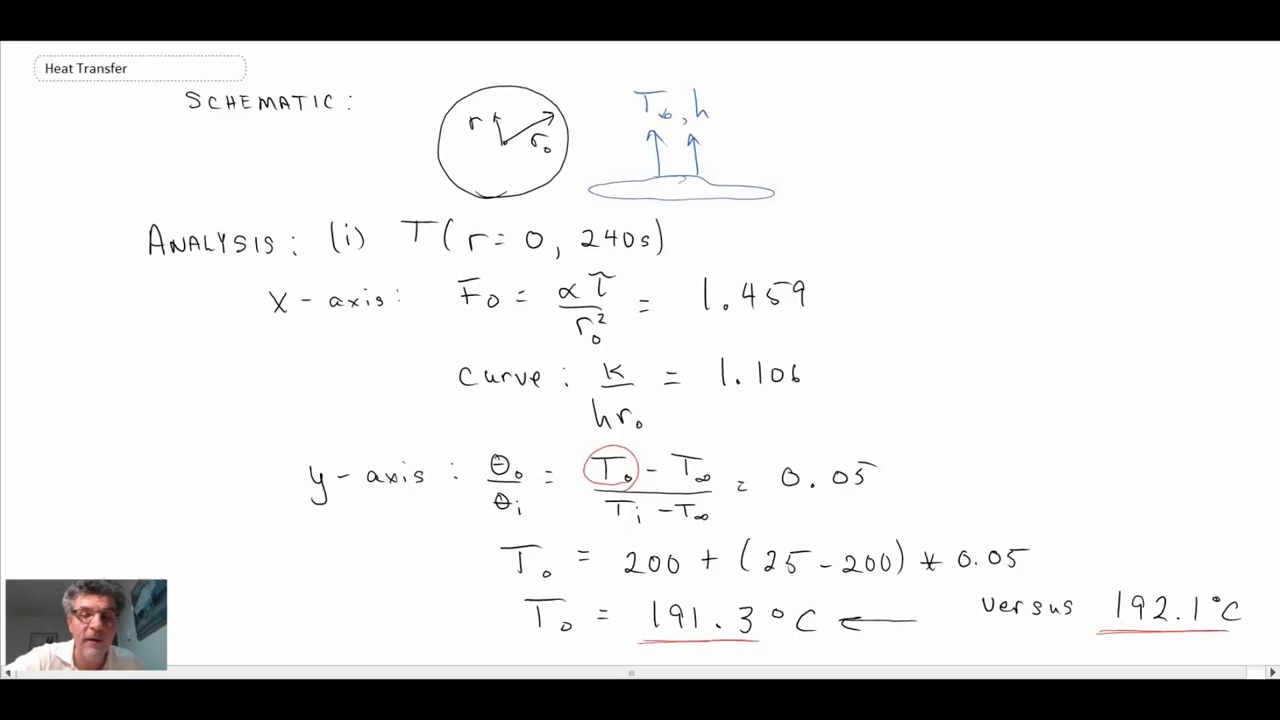 Heat Transfer
SCHEMATIC:
r r₀ T∞, h
ANALYSIS: (i) T(r=0, 240s)
x-axis: Fo = ατ/r₀² = 1.459
curve: k/hr₀ = 1.106
y-axis: θ₀/θᵢ = (T₀ - T∞)/(Tᵢ - T∞) = 0.05
T₀ = 200 + (25-200) * 0.05
T₀ = 191.3°C ← versus 192.1°C